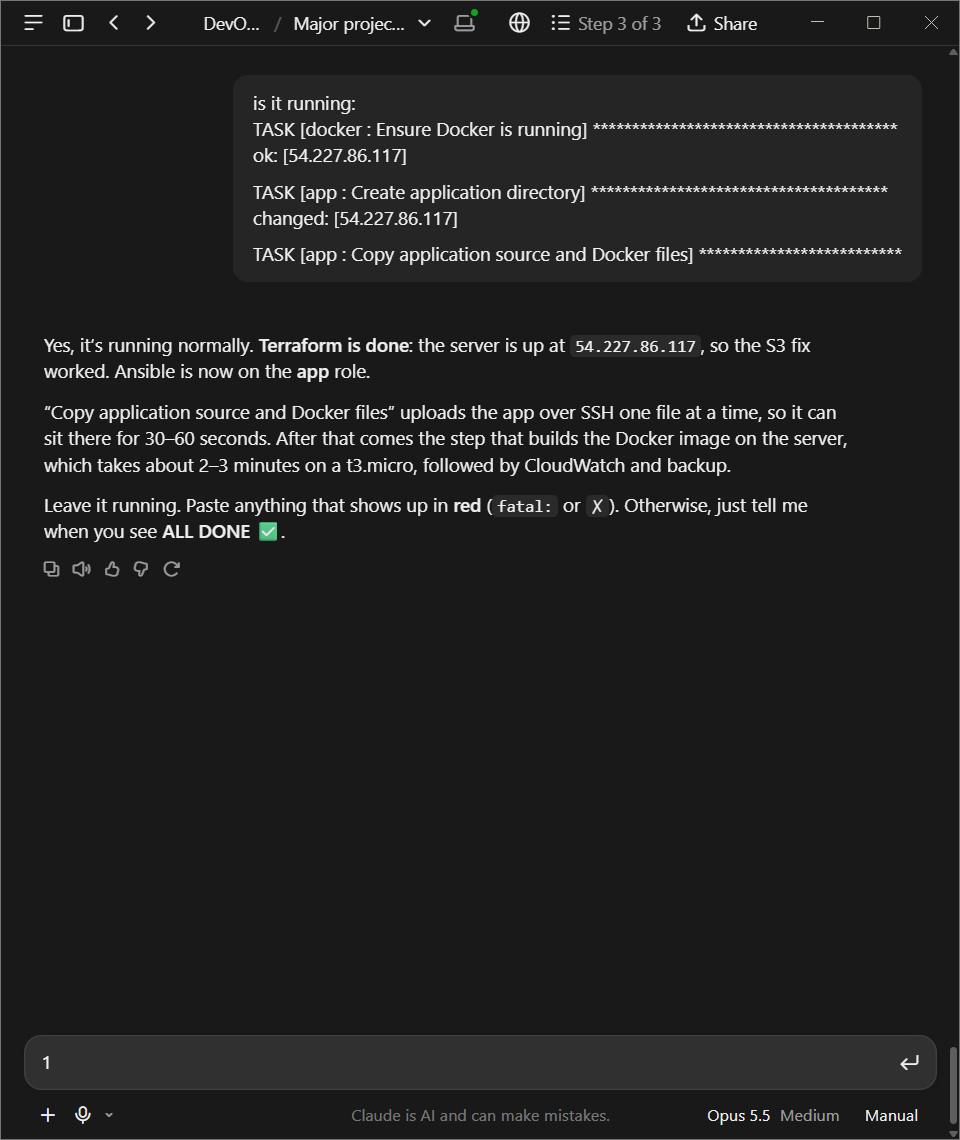 DevO... / Major projec... Step 3 of 3 Share
is it running:
TASK [docker : Ensure Docker is running] ***************************************
ok: [54.227.86.117]
TASK [app : Create application directory] **************************************
changed: [54.227.86.117]
TASK [app : Copy application source and Docker files] **************************
Yes, it's running normally. Terraform is done: the server is up at 54.227.86.117, so the S3 fix
worked. Ansible is now on the app role.
“Copy application source and Docker files” uploads the app over SSH one file at a time, so it can
sit there for 30–60 seconds. After that comes the step that builds the Docker image on the server,
which takes about 2–3 minutes on a t3.micro, followed by CloudWatch and backup.
Leave it running. Paste anything that shows up in red (fatal: or X). Otherwise, just tell me
when you see ALL DONE ✅.
1
Claude is AI and can make mistakes. Opus 5.5 Medium Manual